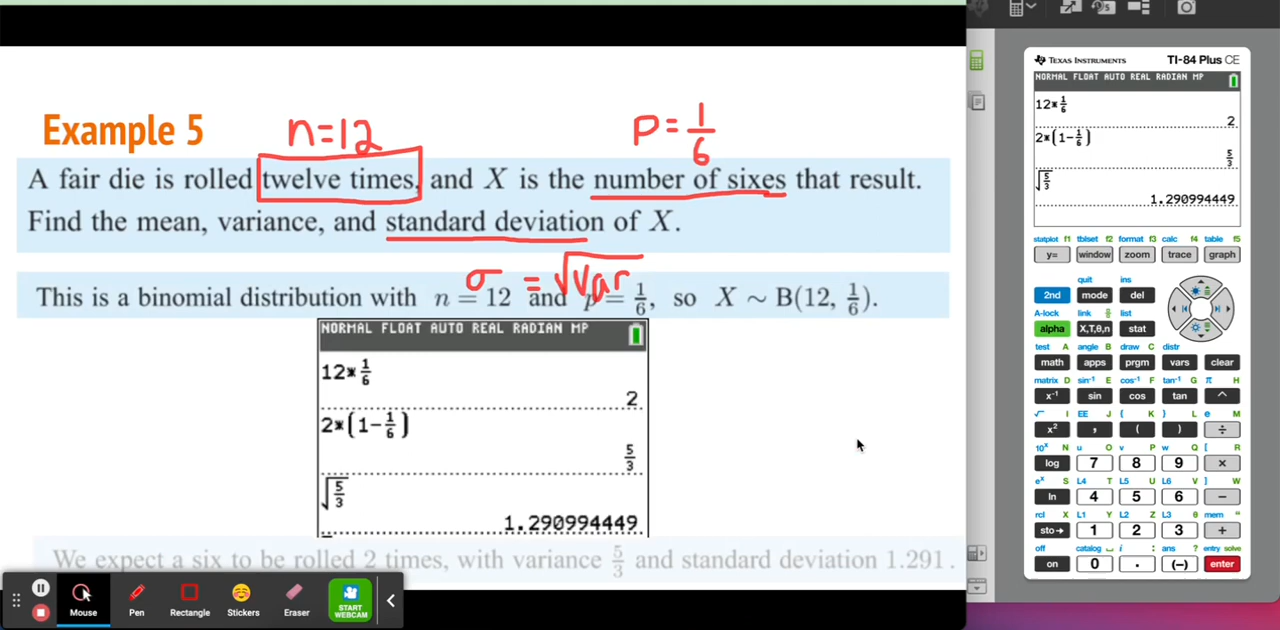 Example 5
n=12
p=1/6
A fair die is rolled twelve times, and X is the number of sixes that result.
Find the mean, variance, and standard deviation of X.
σ = √Var
This is a binomial distribution with n = 12 and p = 1/6, so X ~ B(12, 1/6).
NORMAL FLOAT AUTO REAL RADIAN MP
12*1/6
2
2*(1-1/6)
5/3
√5/3
1.290994449
We expect a six to be rolled 2 times, with variance 5/3 and standard deviation 1.291.
Mouse
Pen
Rectangle
Stickers
Eraser
START WEBCAM
TEXAS INSTRUMENTS TI-84 Plus CE
NORMAL FLOAT AUTO REAL RADIAN MP
12*1/6
2
2*(1-1/6)
5/3
√5/3
1.290994449
statplot f1 tblset f2 format f3 calc f4 table f5
y= window zoom trace graph
quit ins
2nd mode del
A-lock link list
alpha X,T,θ,n stat
test A angle B draw C distr
math apps prgm vars clear
matrix D sin⁻¹ E cos⁻¹ F tan⁻¹ G π H
x⁻¹ sin cos tan ^
√ I EE J { K } L e M
x² , ( ) ÷
10ˣ N u O v P w Q [ R
log 7 8 9 ×
eˣ S L4 T L5 U L6 V ] W
ln 4 5 6 −
rcl X L1 Y L2 Z L3 θ mem "
sto→ 1 2 3 +
off catalog i : ans ? entry solve
on 0 . (−) enter